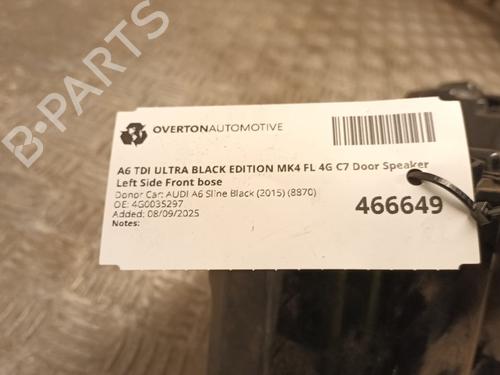 B-PARTS
OVERTONAUTOMOTIVE
A6 TDI ULTRA BLACK EDITION MK4 FL 4G C7 Door Speaker
Left Side Front bose
Donor Car: AUDI A6 Sline Black (2015) (8870)
OE: 4G0035297
Added: 08/09/2025
Notes:
466649